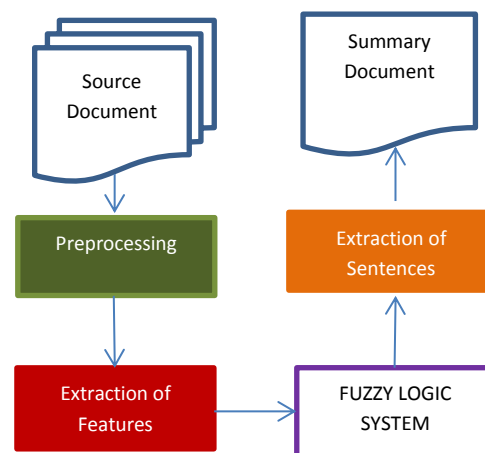 Source
Document
Preprocessing
Extraction of
Features
FUZZY LOGIC
SYSTEM
Extraction of
Sentences
Summary
Document